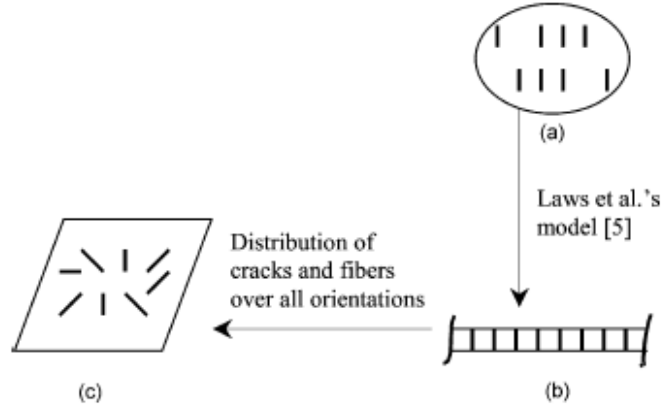 (a)
Laws et al.'s
model [5]
Distribution of
cracks and fibers
over all orientations
(c)
(b)